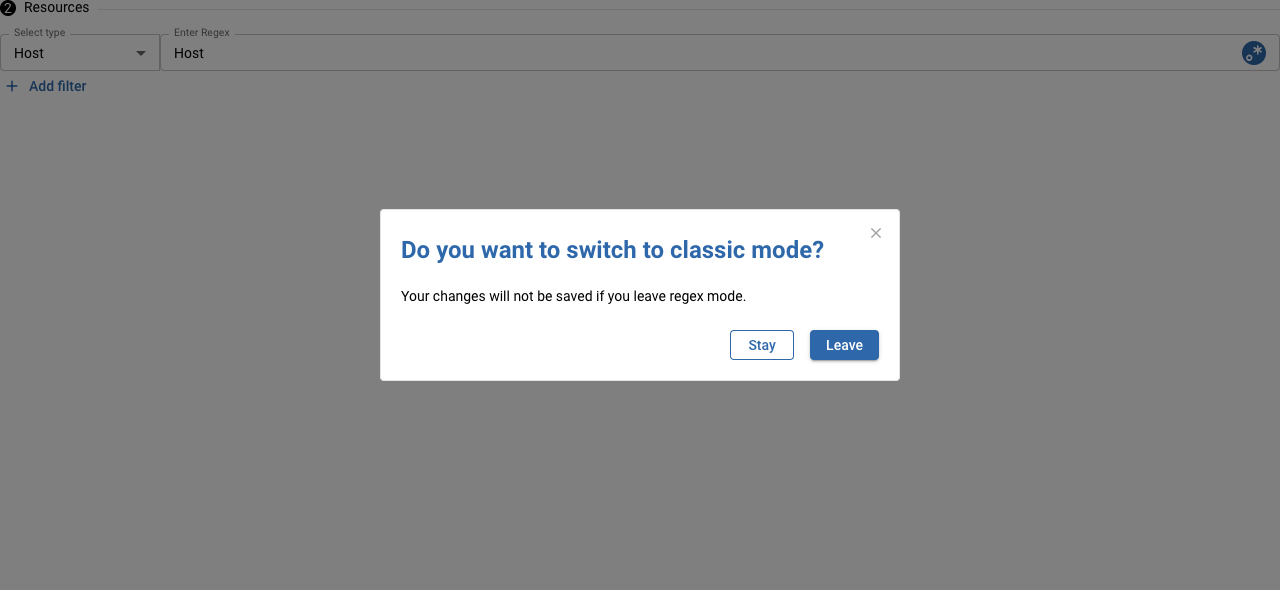 2 Resources
Select type
Enter Regex
Host
Host
Add filter
Do you want to switch to classic mode?
Your changes will not be saved if you leave regex mode.
Stay
Leave